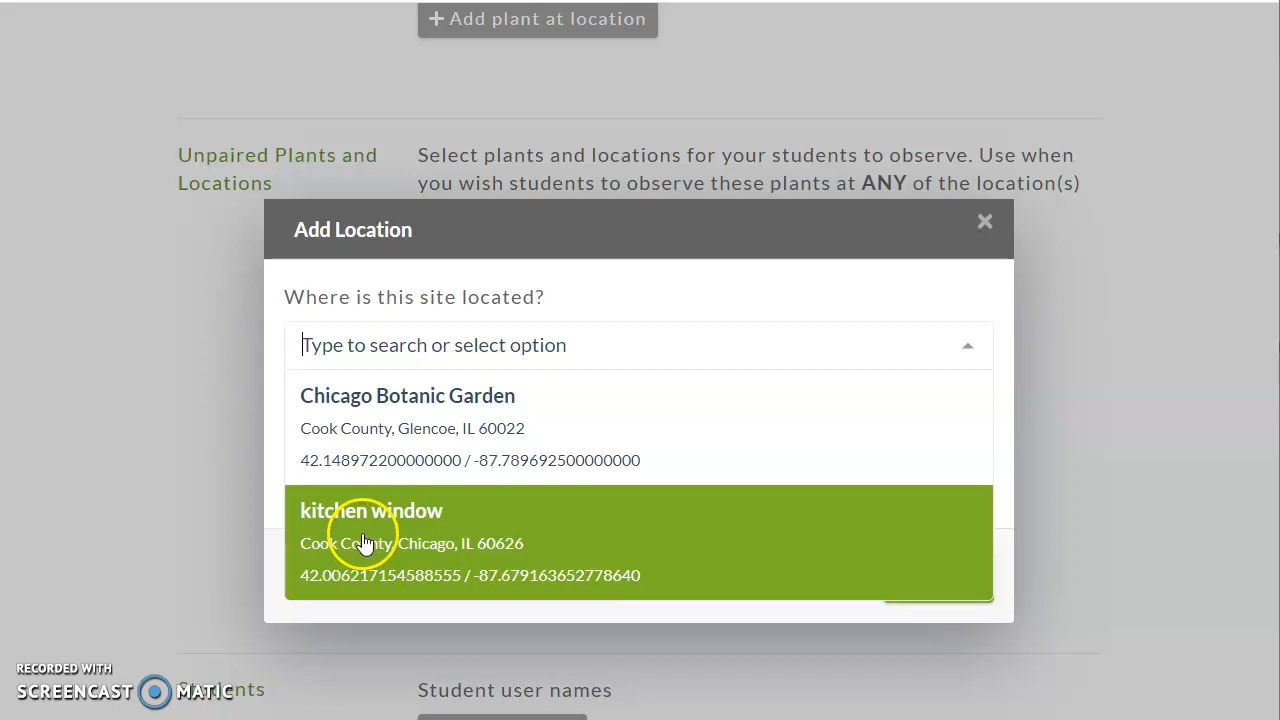 + Add plant at location
Unpaired Plants and
Locations
Select plants and locations for your students to observe. Use when
you wish students to observe these plants at ANY of the location(s)
Add Location
×
Where is this site located?
Type to search or select option
Chicago Botanic Garden
Cook County, Glencoe, IL 60022
42.148972200000000 / -87.789692500000000
kitchen window
Cook County, Chicago, IL 60626
42.006217154588555 / -87.679163652778640
Students
Student user names
RECORDED WITH
SCREENCAST MATIC